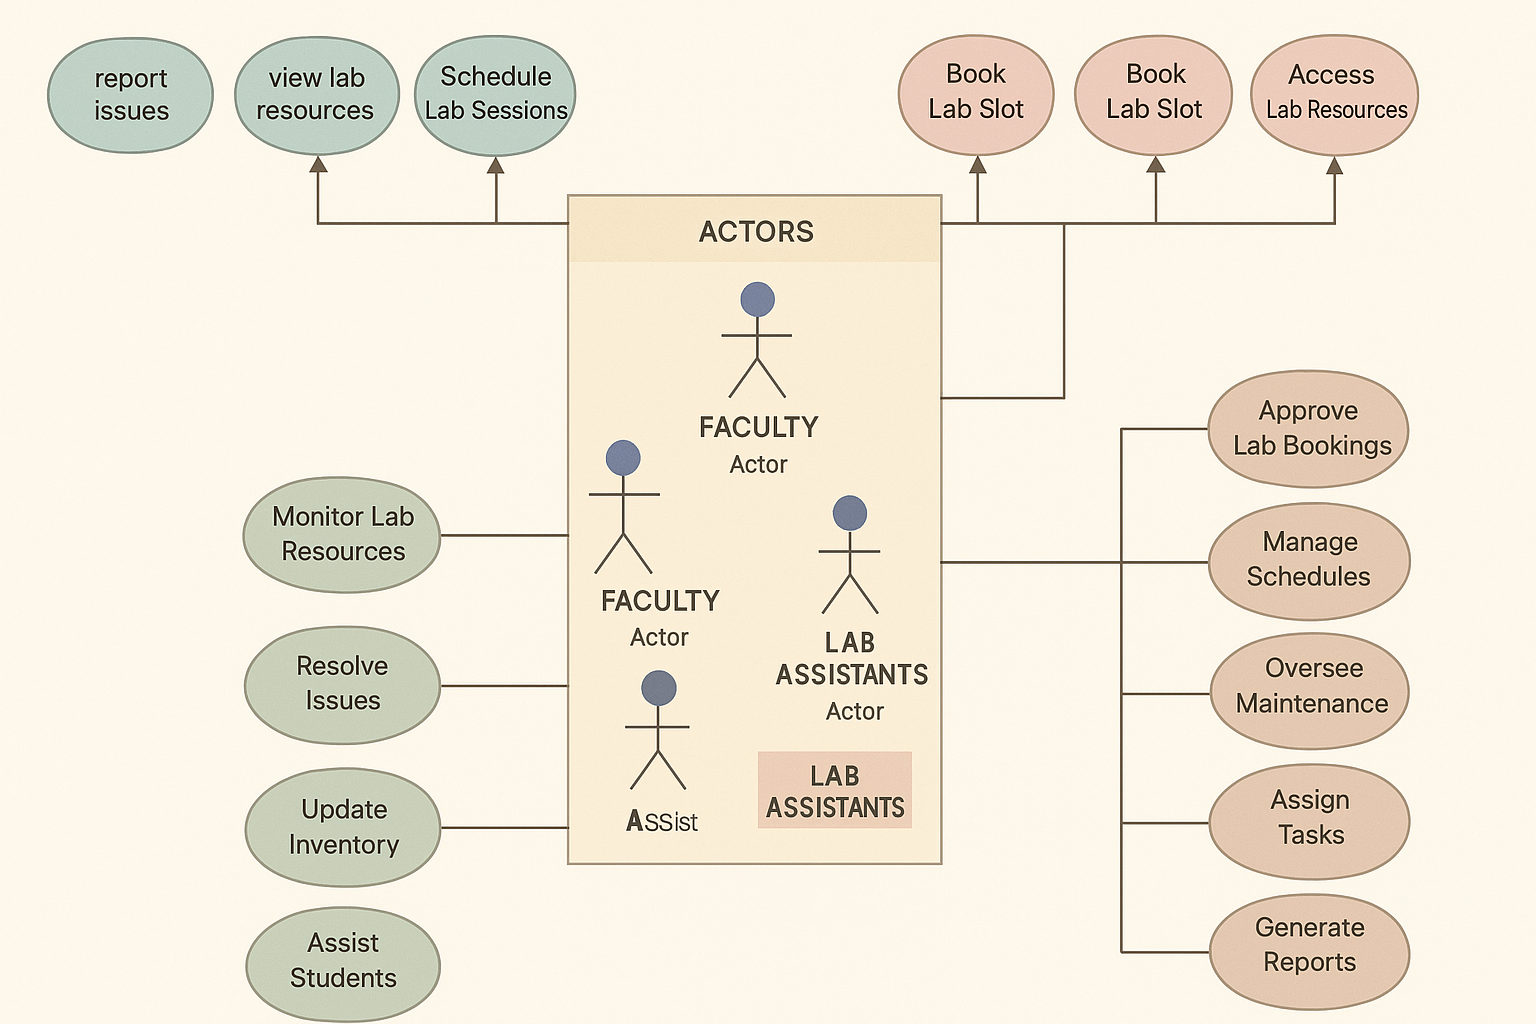 report
issues
view lab
resources
Schedule
Lab Sessions
Book
Lab Slot
Book
Lab Slot
Access
Lab Resources
ACTORS
FACULTY
Actor
FACULTY
Actor
LAB
ASSISTANTS
Actor
ASSist
LAB
ASSISTANTS
Monitor Lab
Resources
Resolve
Issues
Update
Inventory
Assist
Students
Approve
Lab Bookings
Manage
Schedules
Oversee
Maintenance
Assign
Tasks
Generate
Reports